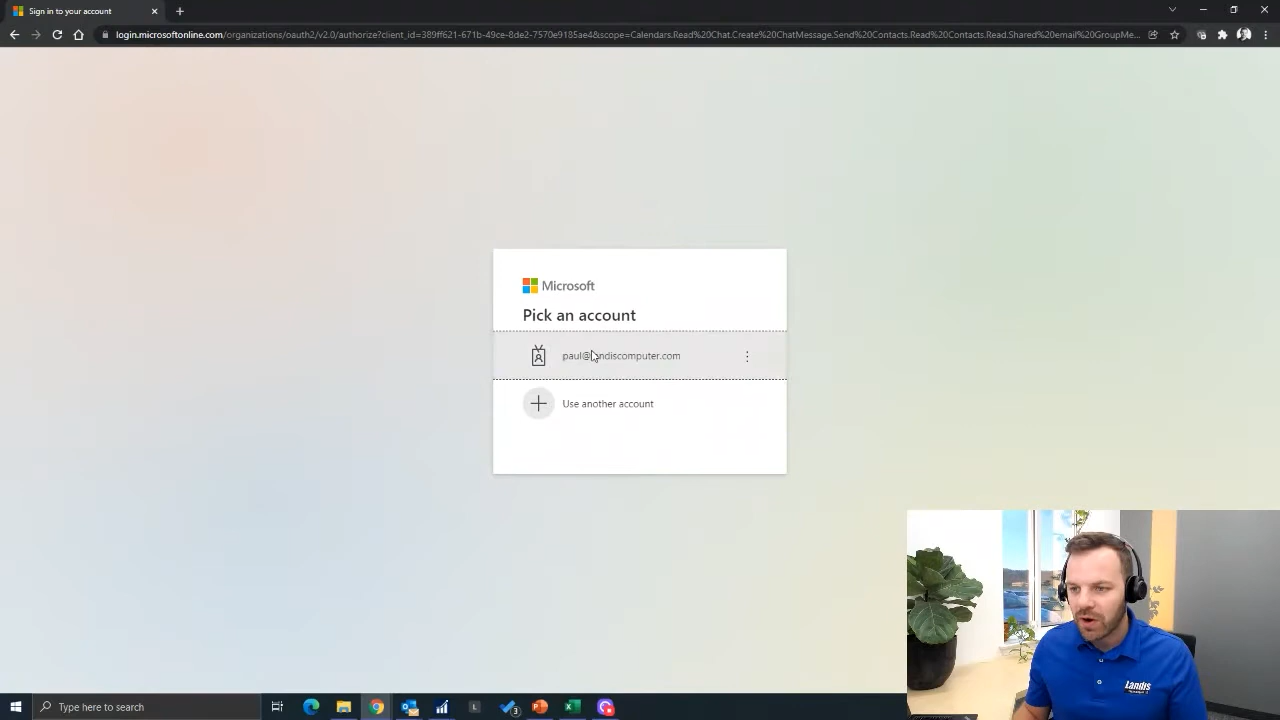 Sign in to your account
login.microsoftonline.com/organizations/oauth2/v2.0/authorize?client_id=389ff621-671b-49ce-8de2-7570e9185ae4&scope=Calendars.Read%20Chat.Create%20ChatMessage.Send%20Contacts.Read%20Contacts.Read.Shared%20email%20GroupMe...
Microsoft
Pick an account
paul@landiscomputer.com
Use another account
Landis
Type here to search
L
3